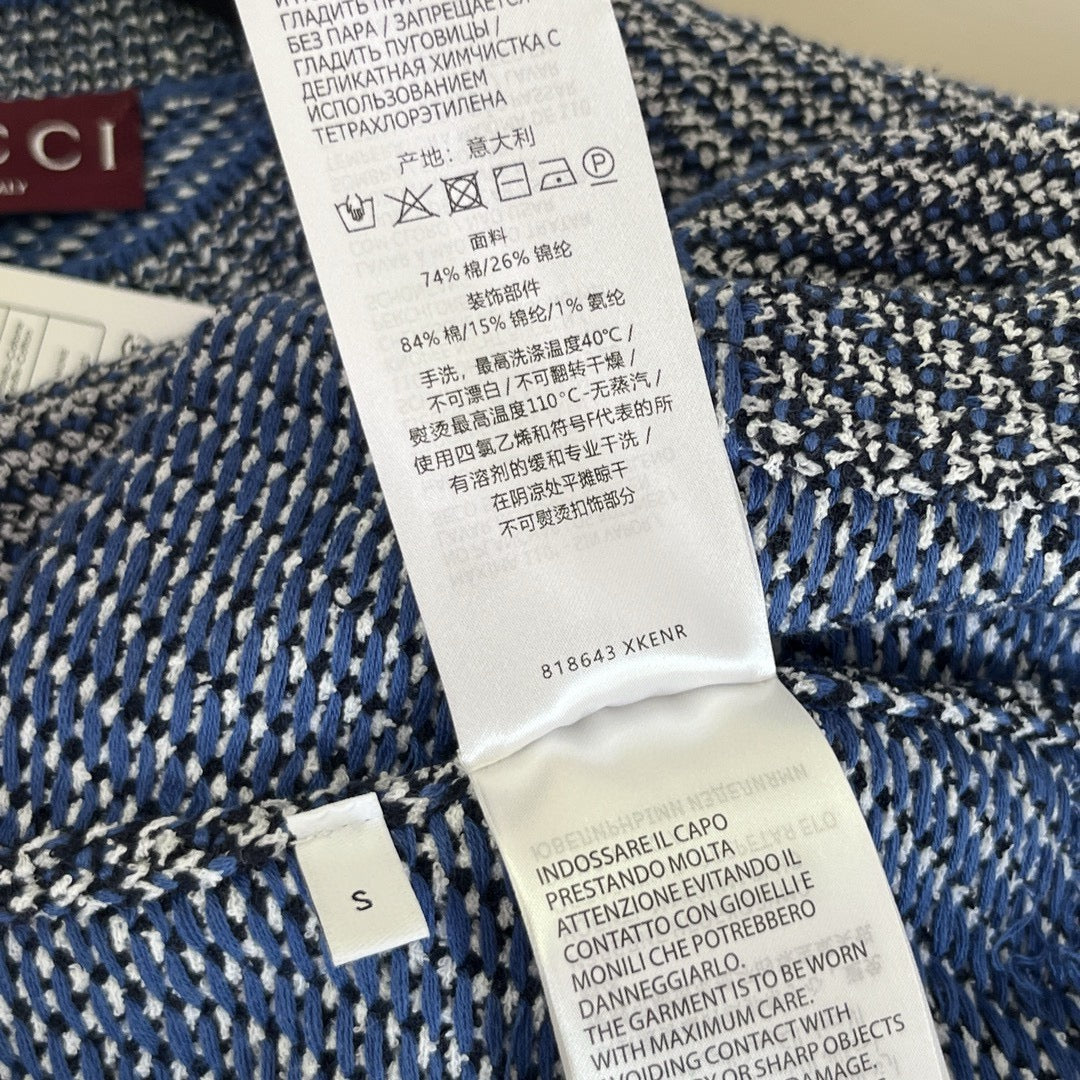 CCI
ГЛАДИТЬ
БЕЗ ПАРА / ЗАПРЕЩАЕТСЯ
ГЛАДИТЬ ПУГОВИЦЫ /
ДЕЛИКАТНАЯ ХИМЧИСТКА С
ИСПОЛЬЗОВАНИЕМ
ТЕТРАХЛОРЭТИЛЕНА
产地：意大利
P
面料
74% 棉/26% 锦纶
装饰部件
84% 棉/15% 锦纶/1% 氨纶
手洗，最高洗涤温度40℃ /
不可漂白 / 不可翻转干燥 /
熨烫最高温度110°C-无蒸汽 /
使用四氯乙烯和符号F代表的所
有溶剂的缓和专业干洗 /
在阴凉处平摊晾干
不可熨烫扣饰部分
818643 XKENR
S
INDOSSARE IL CAPO
PRESTANDO MOLTA
ATTENZIONE EVITANDO IL
CONTATTO CON GIOIELLI E
MONILI CHE POTREBBERO
DANNEGGIARLO.
THE GARMENT IS TO BE WORN
WITH MAXIMUM CARE.
AVOIDING CONTACT WITH
OR SHARP OBJECTS
DAMAGE.